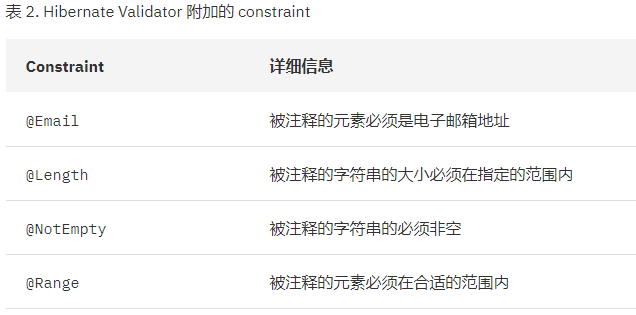 表 2. Hibernate Validator 附加的 constraint
Constraint 详细信息
@Email 被注释的元素必须是电子邮箱地址
@Length 被注释的字符串的大小必须在指定的范围内
@NotEmpty 被注释的字符串的必须非空
@Range 被注释的元素必须在合适的范围内